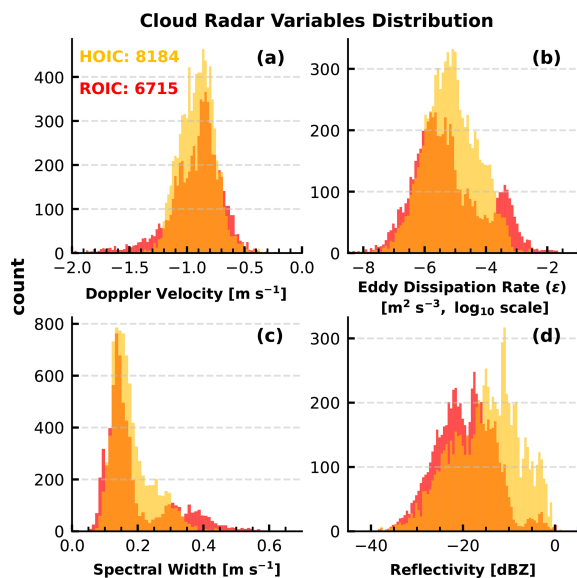 Cloud Radar Variables Distribution
HOIC: 8184
ROIC: 6715
(a)
400
300
200
100
0
−2.0 −1.5 −1.0 −0.5 0.0
Doppler Velocity [m s⁻¹]
(b)
300
200
100
0
−8 −6 −4 −2
Eddy Dissipation Rate (ε)
[m² s⁻³, log₁₀ scale]
count
(c)
800
600
400
200
0
0.0 0.2 0.4 0.6
Spectral Width [m s⁻¹]
(d)
300
200
100
0
−40 −20 0
Reflectivity [dBZ]